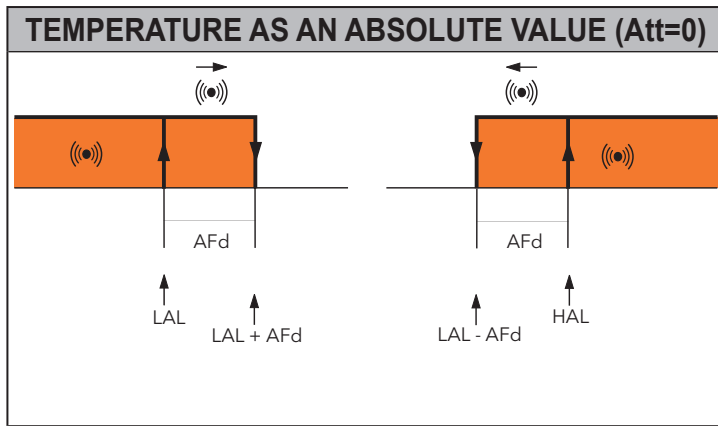 TEMPERATURE AS AN ABSOLUTE VALUE (Att=0)
AFd
AFd
LAL
HAL
LAL + AFd
LAL - AFd